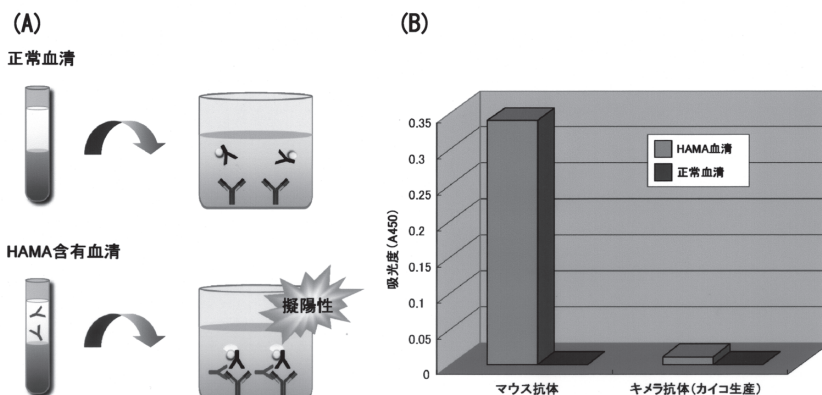 (A)
正常血清
HAMA含有血清
擬陽性
(B)
吸光度(A450)
0.35
0.3
0.25
0.2
0.15
0.1
0.05
0
HAMA血清
正常血清
マウス抗体
キメラ抗体(カイコ生産)